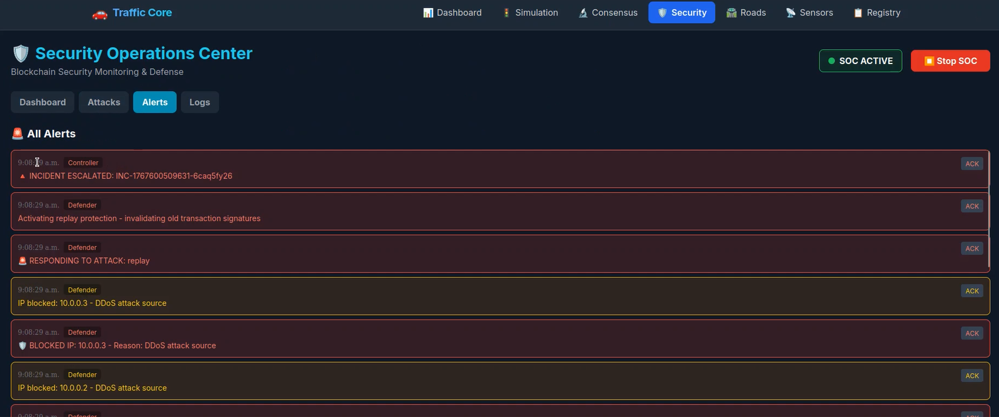 Traffic Core
Dashboard Simulation Consensus Security Roads Sensors Registry
Security Operations Center
Blockchain Security Monitoring & Defense
SOC ACTIVE Stop SOC
Dashboard Attacks Alerts Logs
All Alerts
9:08:29 a.m. Controller ACK
INCIDENT ESCALATED: INC-1767600509631-6caq5fy26
9:08:29 a.m. Defender ACK
Activating replay protection - invalidating old transaction signatures
9:08:29 a.m. Defender ACK
RESPONDING TO ATTACK: replay
9:08:29 a.m. Defender ACK
IP blocked: 10.0.0.3 - DDoS attack source
9:08:29 a.m. Defender ACK
BLOCKED IP: 10.0.0.3 - Reason: DDoS attack source
9:08:29 a.m. Defender ACK
IP blocked: 10.0.0.2 - DDoS attack source
9:08:29 a.m. Defender ACK